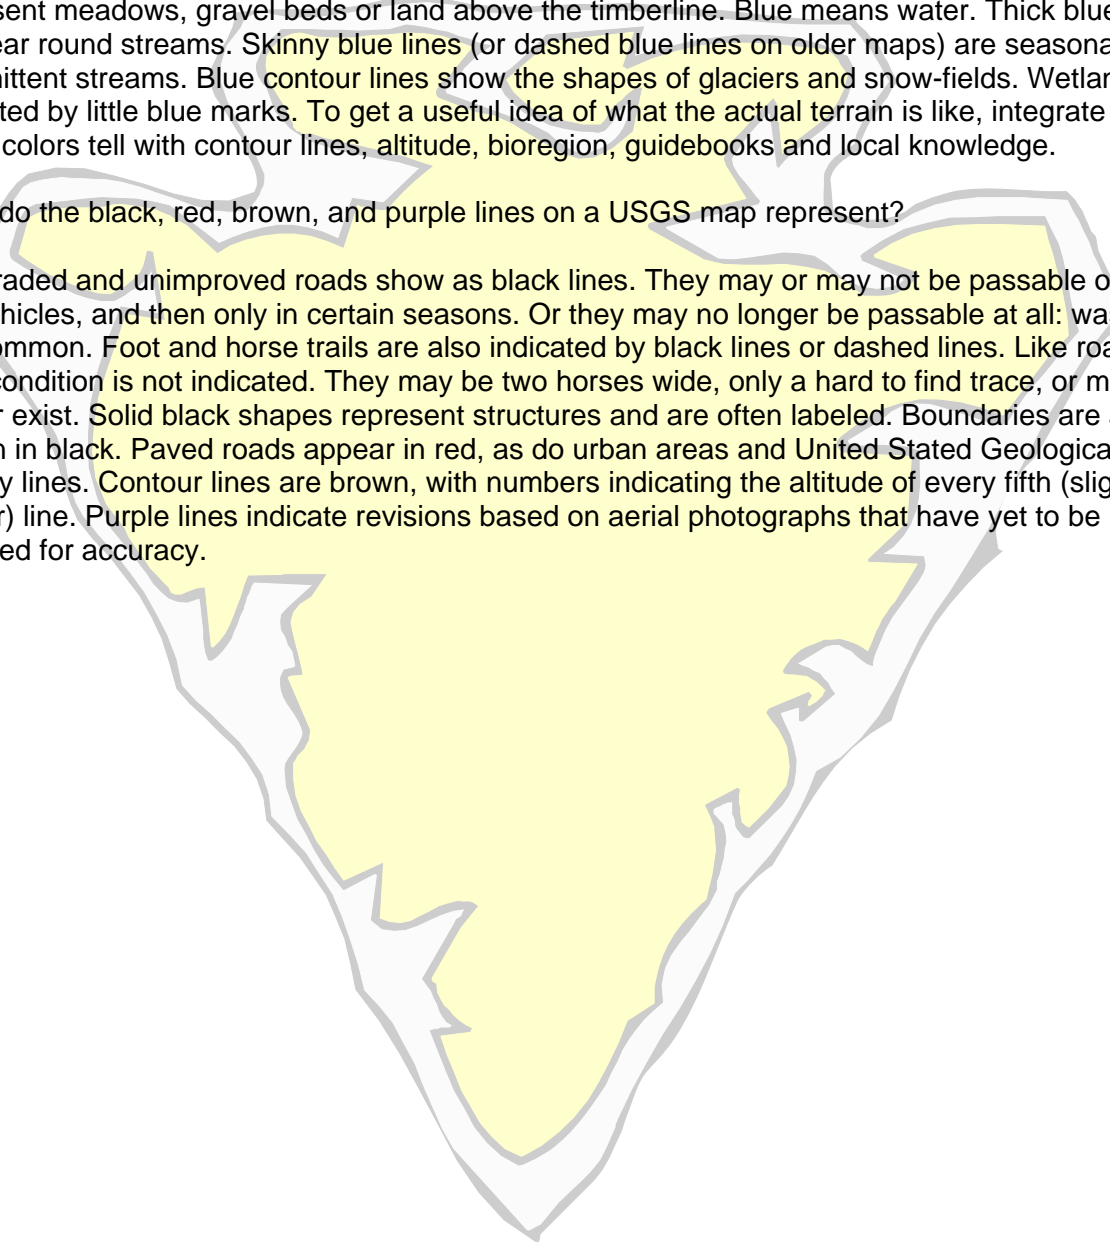 sent meadows, gravel beds or land above the timberline. Blue means water. Thick blue
ear round streams. Skinny blue lines (or dashed blue lines on older maps) are seasona
nittent streams. Blue contour lines show the shapes of glaciers and snow-fields. Wetlan
ted by little blue marks. To get a useful idea of what the actual terrain is like, integrate
colors tell with contour lines, altitude, bioregion, guidebooks and local knowledge.
do the black, red, brown, and purple lines on a USGS map represent?
raded and unimproved roads show as black lines. They may or may not be passable o
hicles, and then only in certain seasons. Or they may no longer be passable at all: was
ommon. Foot and horse trails are also indicated by black lines or dashed lines. Like roa
condition is not indicated. They may be two horses wide, only a hard to find trace, or m
r exist. Solid black shapes represent structures and are often labeled. Boundaries are
n in black. Paved roads appear in red, as do urban areas and United Stated Geologica
y lines. Contour lines are brown, with numbers indicating the altitude of every fifth (slig
r) line. Purple lines indicate revisions based on aerial photographs that have yet to be
ed for accuracy.